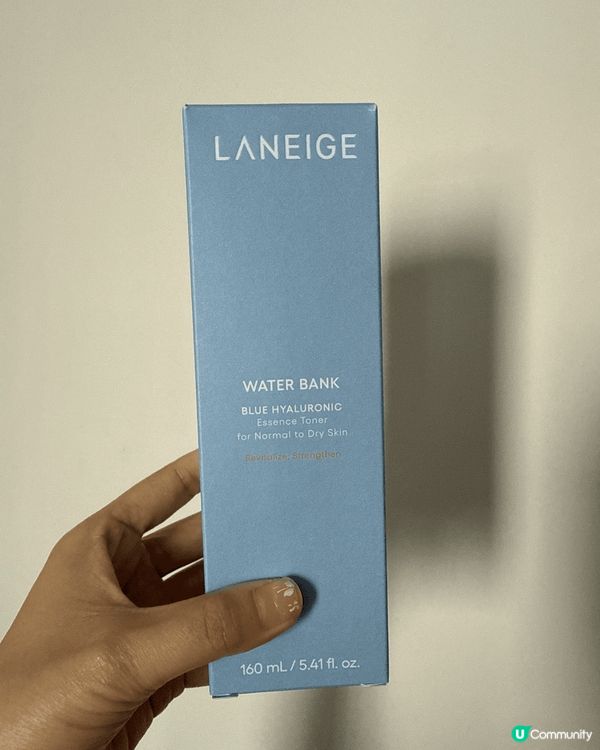 LANEIGE
WATER BANK
BLUE HYALURONIC
Essence Toner
for Normal to Dry Skin
Revitalize, Strengthen
160 mL / 5.41 fl. oz.
U Community